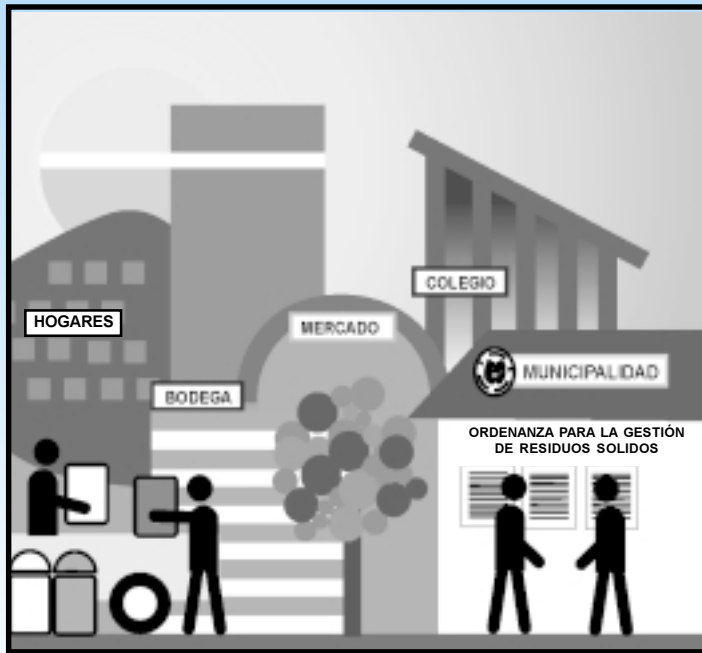 COLEGIO
HOGARES
MERCADO
MUNICIPALIDAD
BODEGA
ORDENANZA PARA LA GESTIÓN
DE RESIDUOS SOLIDOS